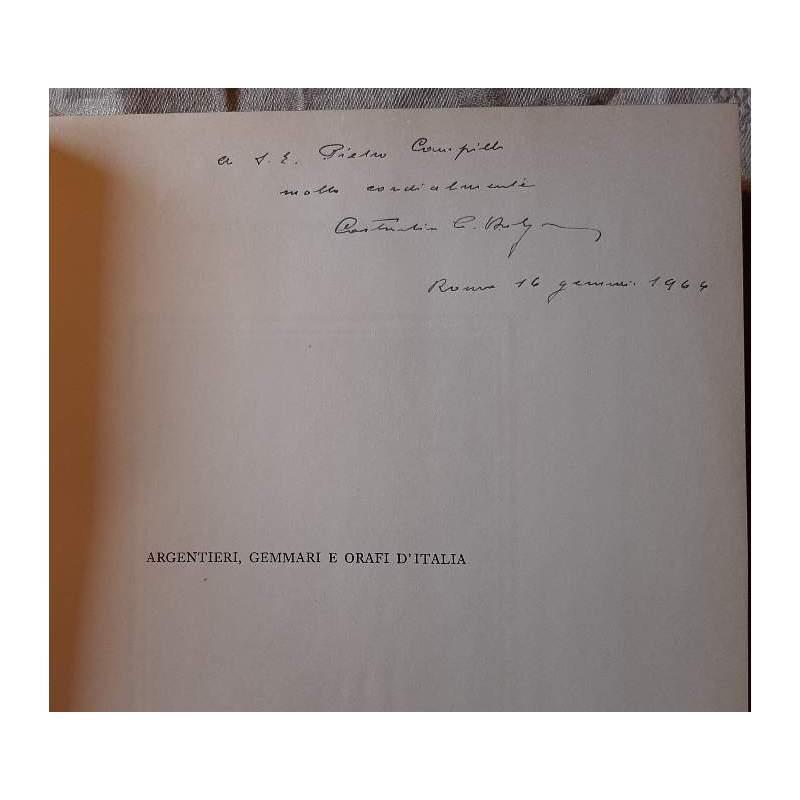 a S. E. Pietro Campilli
molto cordialmente
Costantino G. Bulgari
Roma 16 gennaio 1964
ARGENTIERI, GEMMARI E ORAFI D'ITALIA